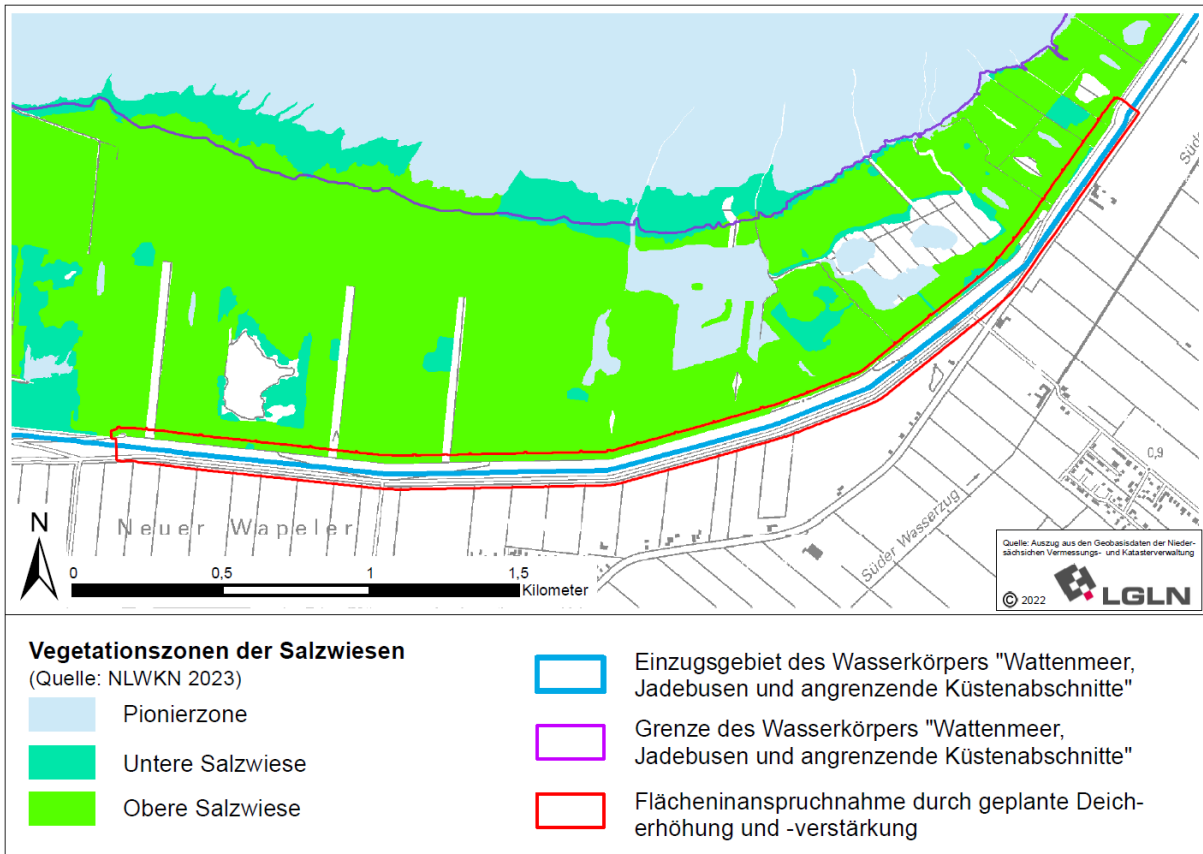 Süde
0,9
Neuer Wapeler
Süder Wasserzug
N
0
0,5
1
1,5
Kilometer
Quelle: Auszug aus den Geobasisdaten der Nieder-
sächsichen Vermessungs- und Katasterverwaltung
© 2022
LGLN
Vegetationszonen der Salzwiesen
(Quelle: NLWKN 2023)
Pionierzone
Untere Salzwiese
Obere Salzwiese
Einzugsgebiet des Wasserkörpers "Wattenmeer,
Jadebusen und angrenzende Küstenabschnitte"
Grenze des Wasserkörpers "Wattenmeer,
Jadebusen und angrenzende Küstenabschnitte"
Flächeninanspruchnahme durch geplante Deich-
erhöhung und -verstärkung